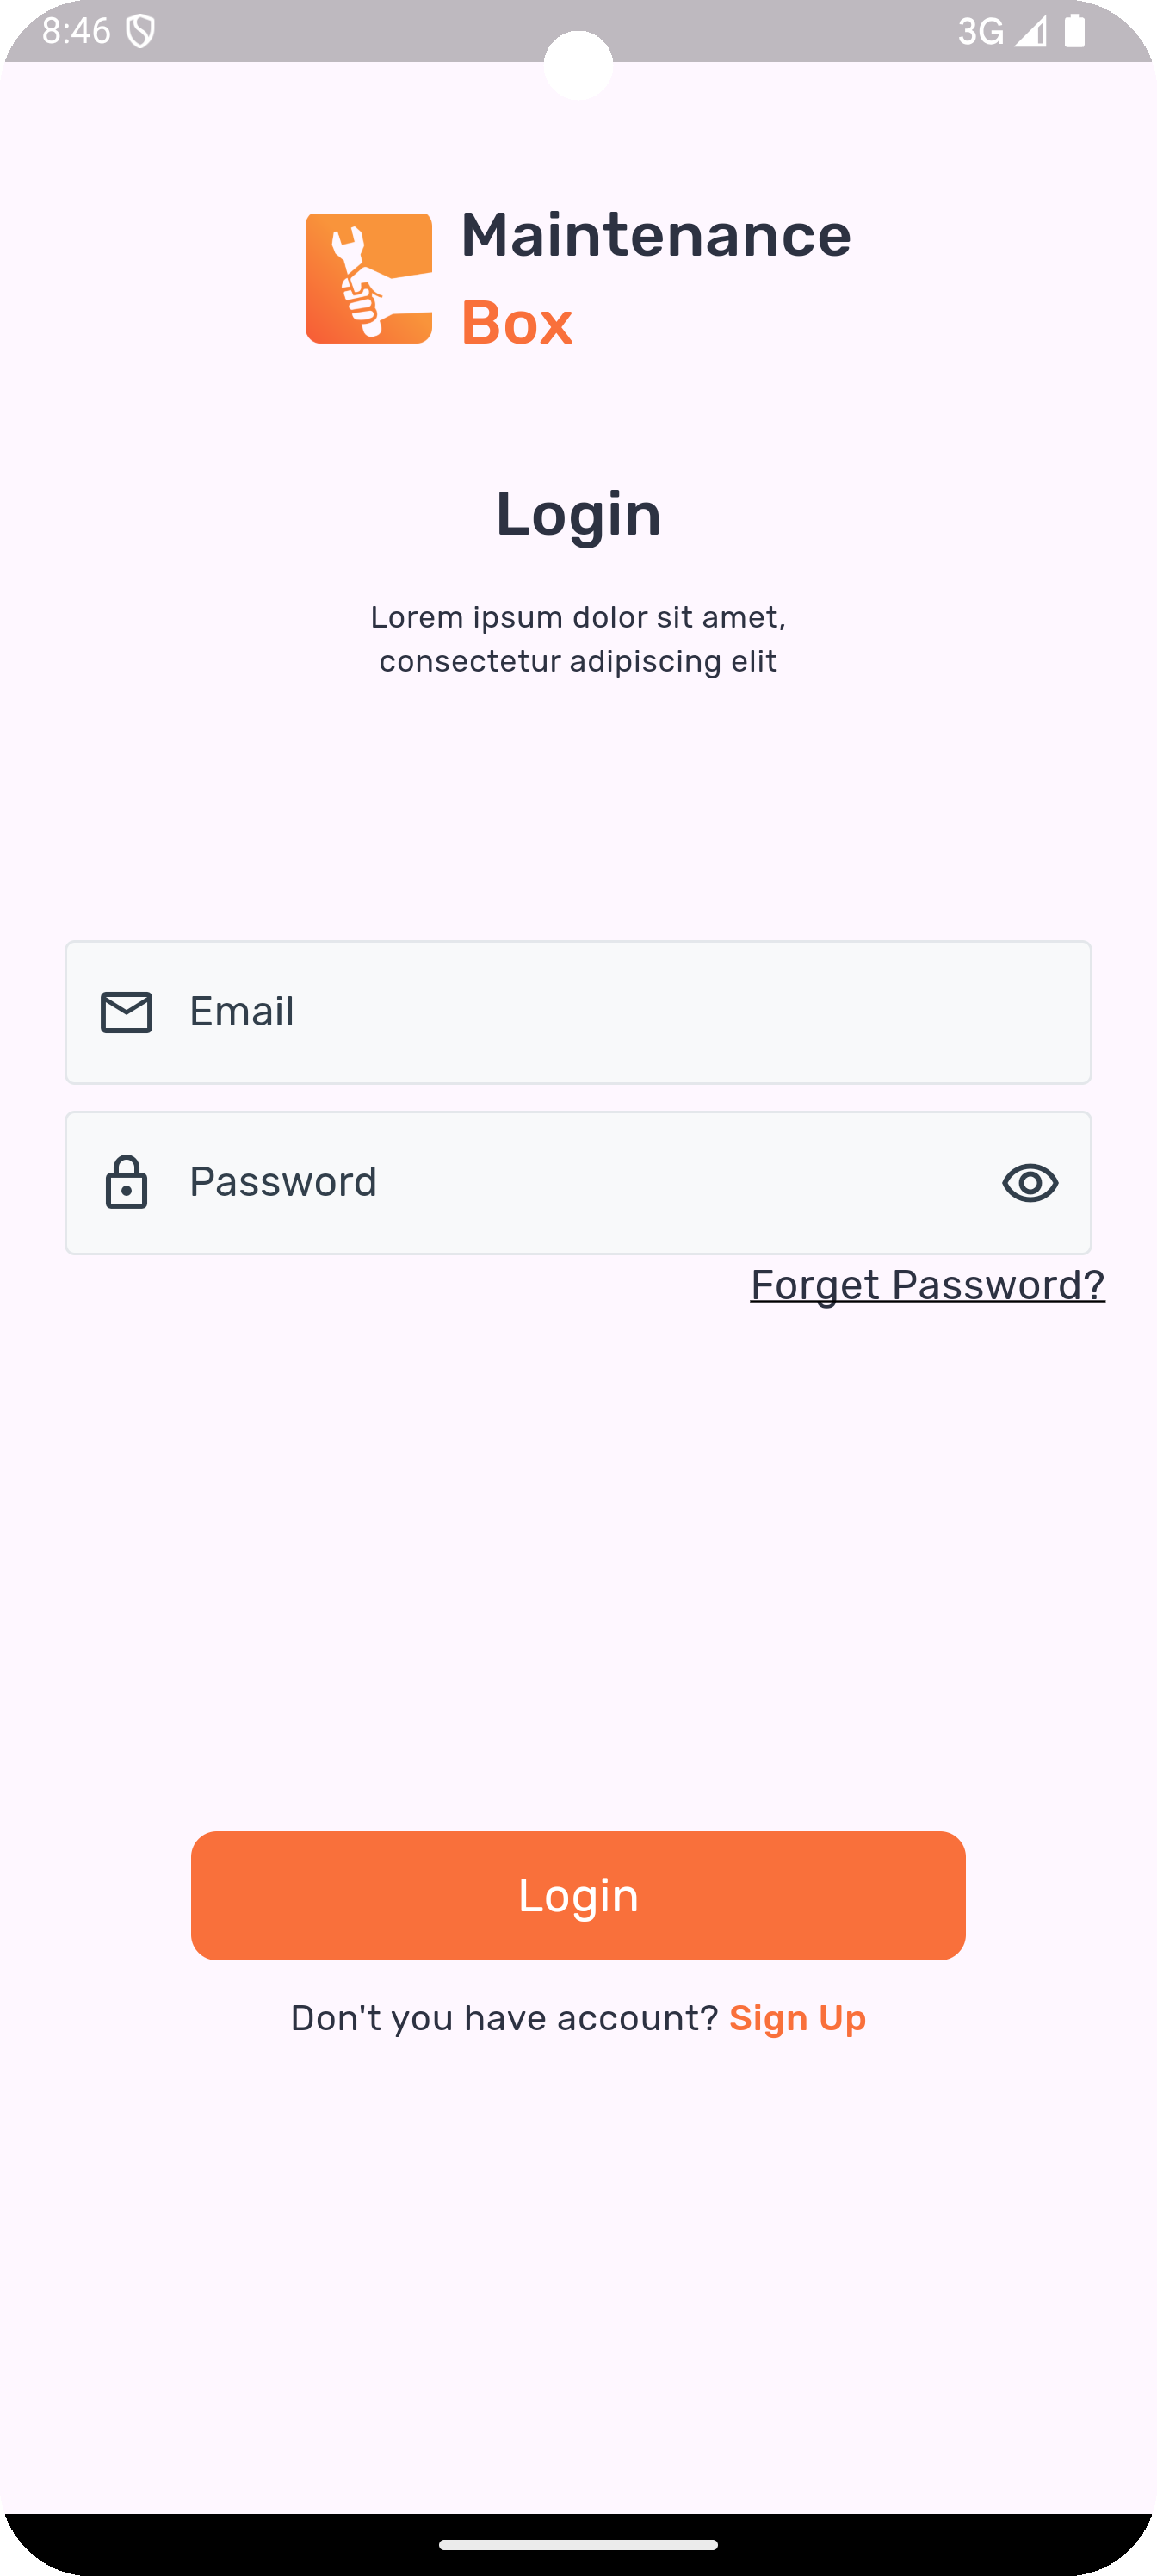 8:46 3G
Maintenance
Box
Login
Lorem ipsum dolor sit amet,
consectetur adipiscing elit
Email
Password
Forget Password?
Login
Don't you have account? Sign Up